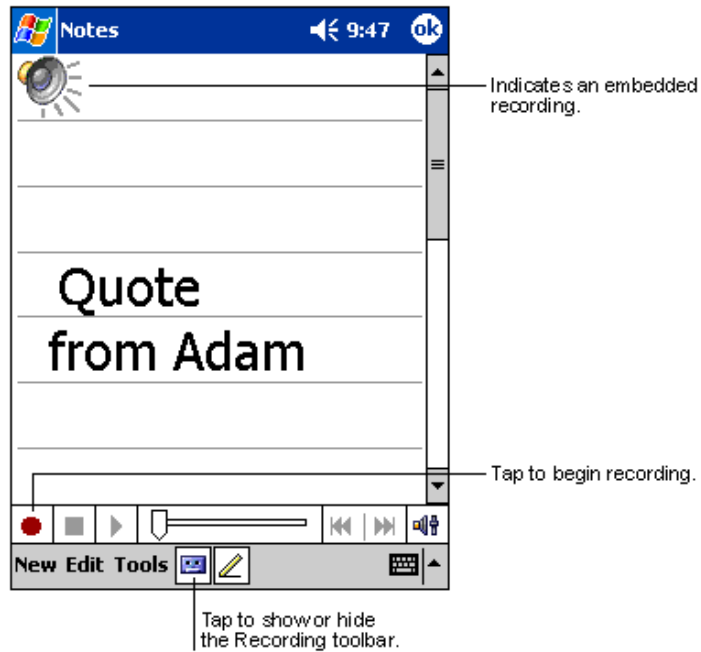 Notes 9:47 ok
Indicates an embedded
recording.
Quote
from Adam
Tap to begin recording.
New Edit Tools
Tap to show or hide
the Recording toolbar.